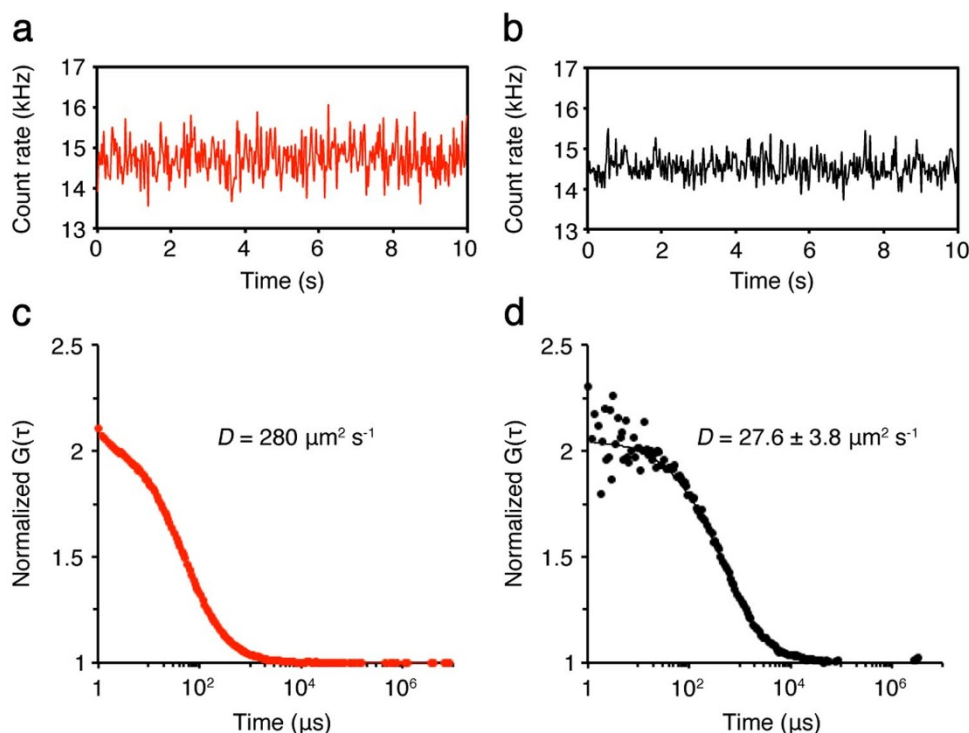 a
17
16
15
14
13
Count rate (kHz)
0 2 4 6 8 10
Time (s)
b
17
16
15
14
13
Count rate (kHz)
0 2 4 6 8 10
Time (s)
c
2.5
2
1.5
1
Normalized G(τ)
D = 280 µm² s⁻¹
1 10² 10⁴ 10⁶
Time (µs)
d
2.5
2
1.5
1
Normalized G(τ)
D = 27.6 ± 3.8 µm² s⁻¹
1 10² 10⁴ 10⁶
Time (µs)